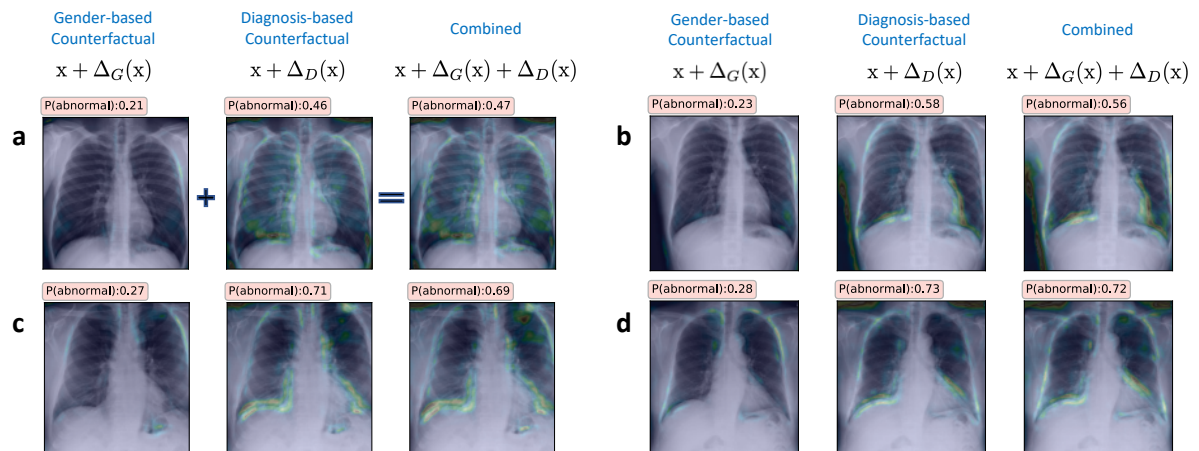 Gender-based
Counterfactual
Diagnosis-based
Counterfactual
Combined
x + Δ_G(x)
x + Δ_D(x)
x + Δ_G(x) + Δ_D(x)
P(abnormal):0.21
P(abnormal):0.46
P(abnormal):0.47
a
+
=
P(abnormal):0.27
P(abnormal):0.71
P(abnormal):0.69
c
Gender-based
Counterfactual
Diagnosis-based
Counterfactual
Combined
x + Δ_G(x)
x + Δ_D(x)
x + Δ_G(x) + Δ_D(x)
P(abnormal):0.23
P(abnormal):0.58
P(abnormal):0.56
b
P(abnormal):0.28
P(abnormal):0.73
P(abnormal):0.72
d